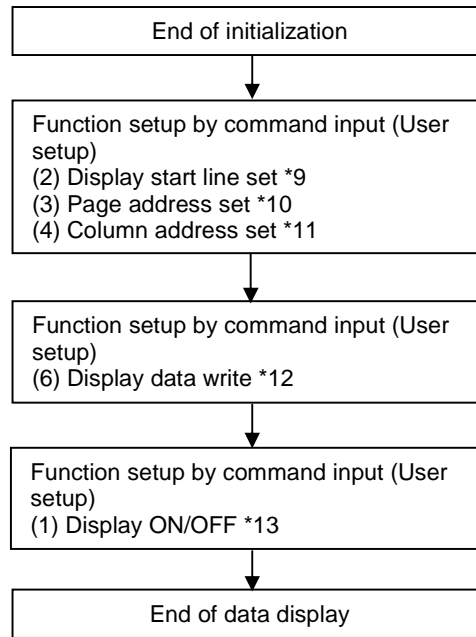 End of initialization
Function setup by command input (User
setup)
(2) Display start line set *9
(3) Page address set *10
(4) Column address set *11
Function setup by command input (User
setup)
(6) Display data write *12
Function setup by command input (User
setup)
(1) Display ON/OFF *13
End of data display